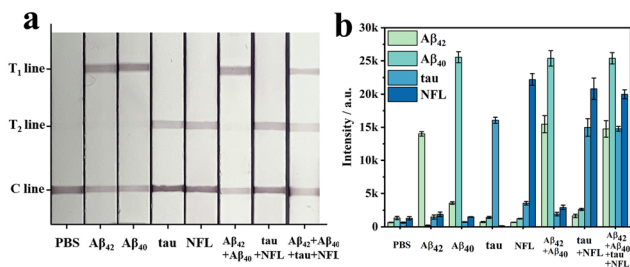 a
T₁ line
T₂ line
C line
PBS
Aβ₄₂
Aβ₄₀
tau
NFL
Aβ₄₂
+Aβ₄₀
tau
+NFL
Aβ₄₂+Aβ₄₀
+tau+NFL
b
Intensity / a.u.
30k
25k
20k
15k
10k
5k
0
Aβ₄₂
Aβ₄₀
tau
NFL
PBS
Aβ₄₂
Aβ₄₀
tau
NFL
Aβ₄₂
+Aβ₄₀
tau
+NFL
Aβ₄₂
+Aβ₄₀
+tau
+NFL